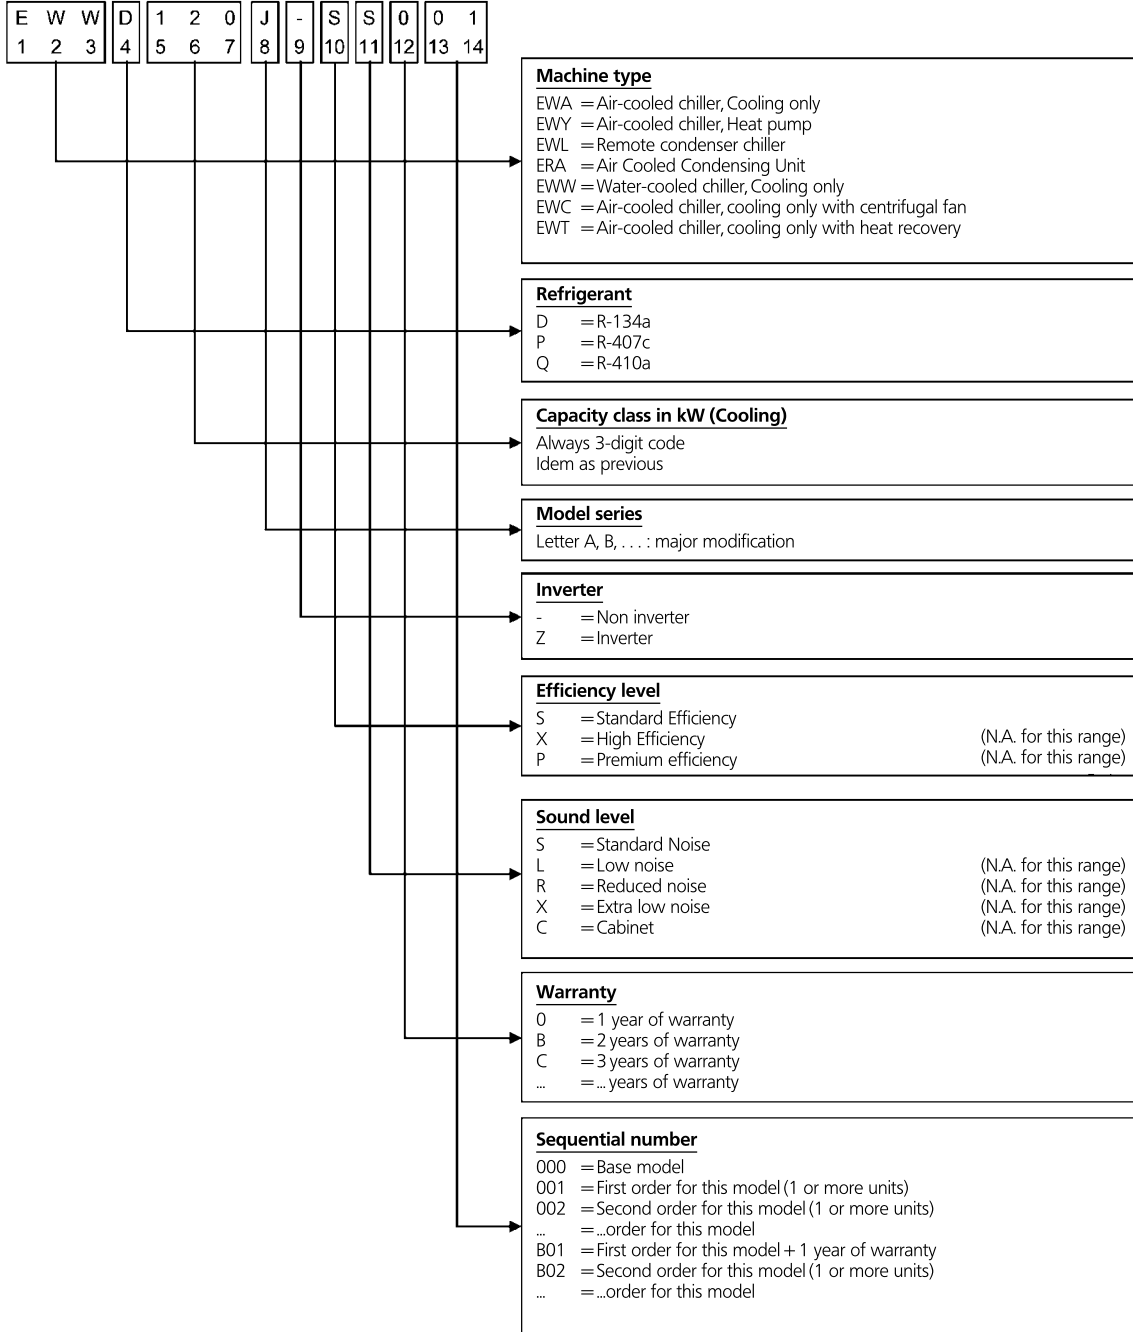 E W W D 1 2 0 J - S S 0 0 1
1 2 3 4 5 6 7 8 9 10 11 12 13 14
Machine type
EWA = Air-cooled chiller, Cooling only
EWY = Air-cooled chiller, Heat pump
EWL = Remote condenser chiller
ERA = Air Cooled Condensing Unit
EWW = Water-cooled chiller, Cooling only
EWC = Air-cooled chiller, cooling only with centrifugal fan
EWT = Air-cooled chiller, cooling only with heat recovery
Refrigerant
D = R-134a
P = R-407c
Q = R-410a
Capacity class in kW (Cooling)
Always 3-digit code
Idem as previous
Model series
Letter A, B, . . . : major modification
Inverter
- = Non inverter
Z = Inverter
Efficiency level
S = Standard Efficiency
X = High Efficiency (N.A. for this range)
P = Premium efficiency (N.A. for this range)
Sound level
S = Standard Noise
L = Low noise (N.A. for this range)
R = Reduced noise (N.A. for this range)
X = Extra low noise (N.A. for this range)
C = Cabinet (N.A. for this range)
Warranty
0 = 1 year of warranty
B = 2 years of warranty
C = 3 years of warranty
... = ... years of warranty
Sequential number
000 = Base model
001 = First order for this model (1 or more units)
002 = Second order for this model (1 or more units)
... = ...order for this model
B01 = First order for this model + 1 year of warranty
B02 = Second order for this model (1 or more units)
... = ...order for this model